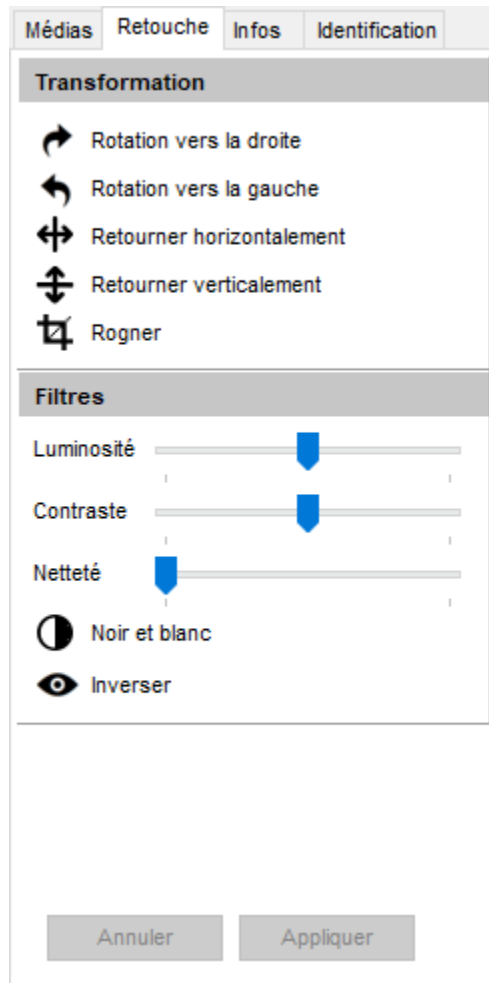 Médias Retouche Infos Identification
Transformation
Rotation vers la droite
Rotation vers la gauche
Retourner horizontalement
Retourner verticalement
Rogner
Filtres
Luminosité
Contraste
Netteté
Noir et blanc
Inverser
Annuler Appliquer